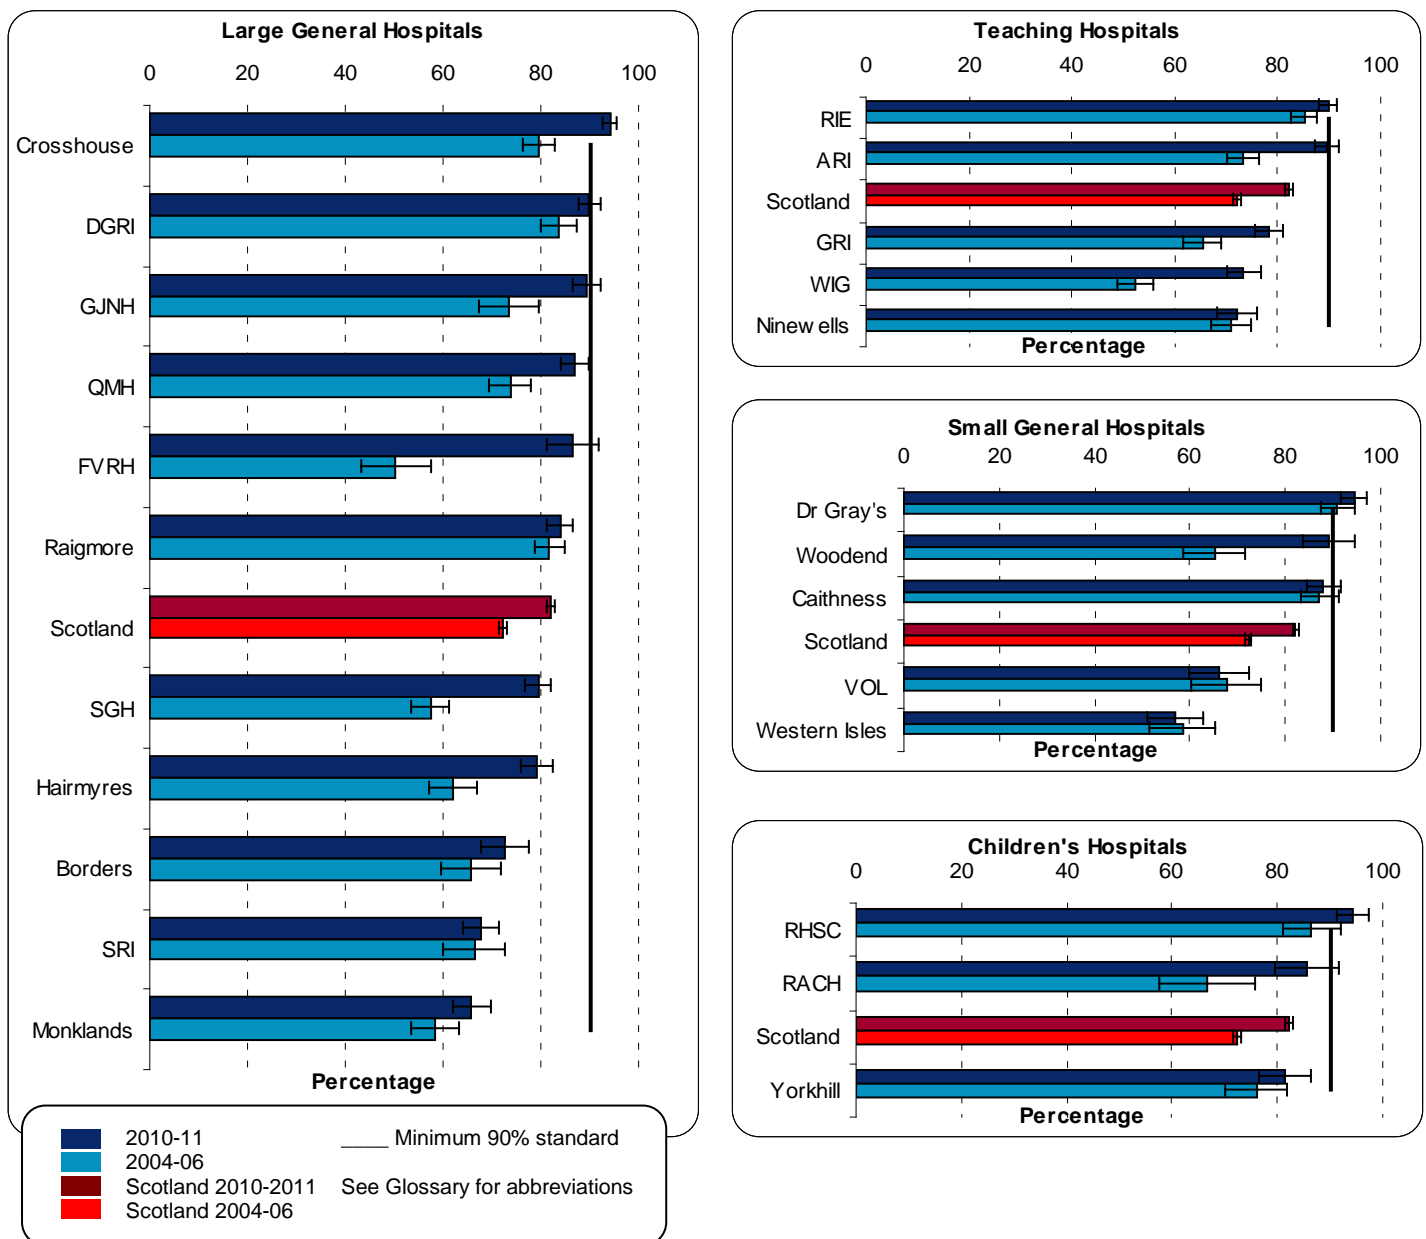 Large General Hospitals
0 20 40 60 80 100
Crosshouse
DGRI
GJNH
QMH
FVRH
Raigmore
Scotland
SGH
Hairmyres
Borders
SRI
Monklands
Percentage
Teaching Hospitals
0 20 40 60 80 100
RIE
ARI
Scotland
GRI
WIG
Ninewells
Percentage
Small General Hospitals
0 20 40 60 80 100
Dr Gray's
Woodend
Caithness
Scotland
VOL
Western Isles
Percentage
Children's Hospitals
0 20 40 60 80 100
RHSC
RACH
Scotland
Yorkhill
Percentage
2010-11 ____ Minimum 90% standard
2004-06
Scotland 2010-2011 See Glossary for abbreviations
Scotland 2004-06